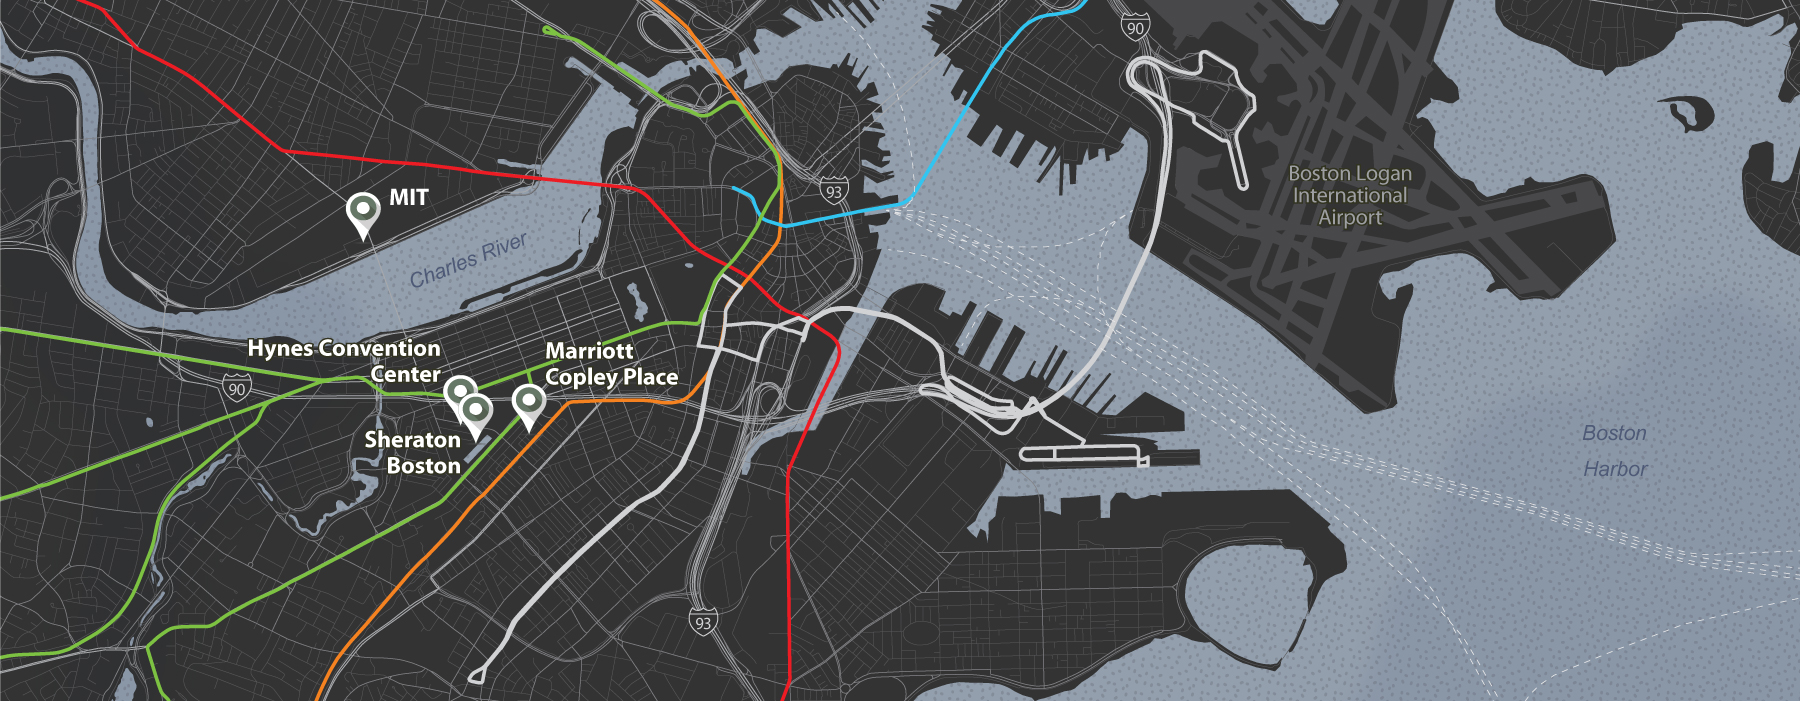 90
93
Boston Logan
International
Airport
MIT
Charles River
Hynes Convention
Center
Marriott
Copley Place
90
Sheraton
Boston
Boston
Harbor
93